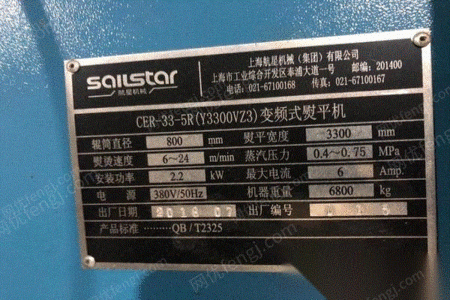 sailstar
航星机械
上海航星机械（集团）有限公司
上海市工业综合开发区奉浦大道一号 邮编：201400
电话：021-67100168 传真：021-67100167
CER-33-5R(Y3300VZ3)变频式熨平机
辊筒直径 800 mm 熨平宽度 3300 mm
熨烫速度 6~24 m/min 蒸汽压力 0.4~0.75 MPa
安装功率 2.2 kW 最大电流 6 Amp.
电源 380V/50Hz 机器重量 6800 kg
出厂日期 2018 07 出厂编号
产品标准………QB/T2325